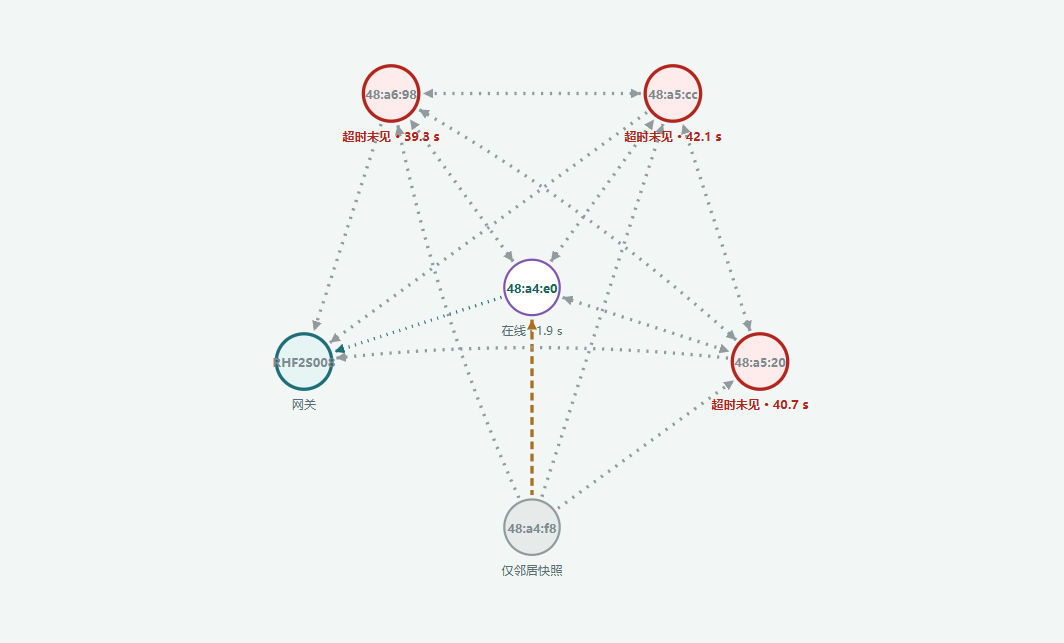 48:a6:98
48:a5:cc
超时未见 • 39.3 s
超时未见 • 42.1 s
48:a4:e0
在线 1.9 s
RHF2S008
48:a5:20
网关
超时未见 • 40.7 s
48:a4:f8
仅邻居快照